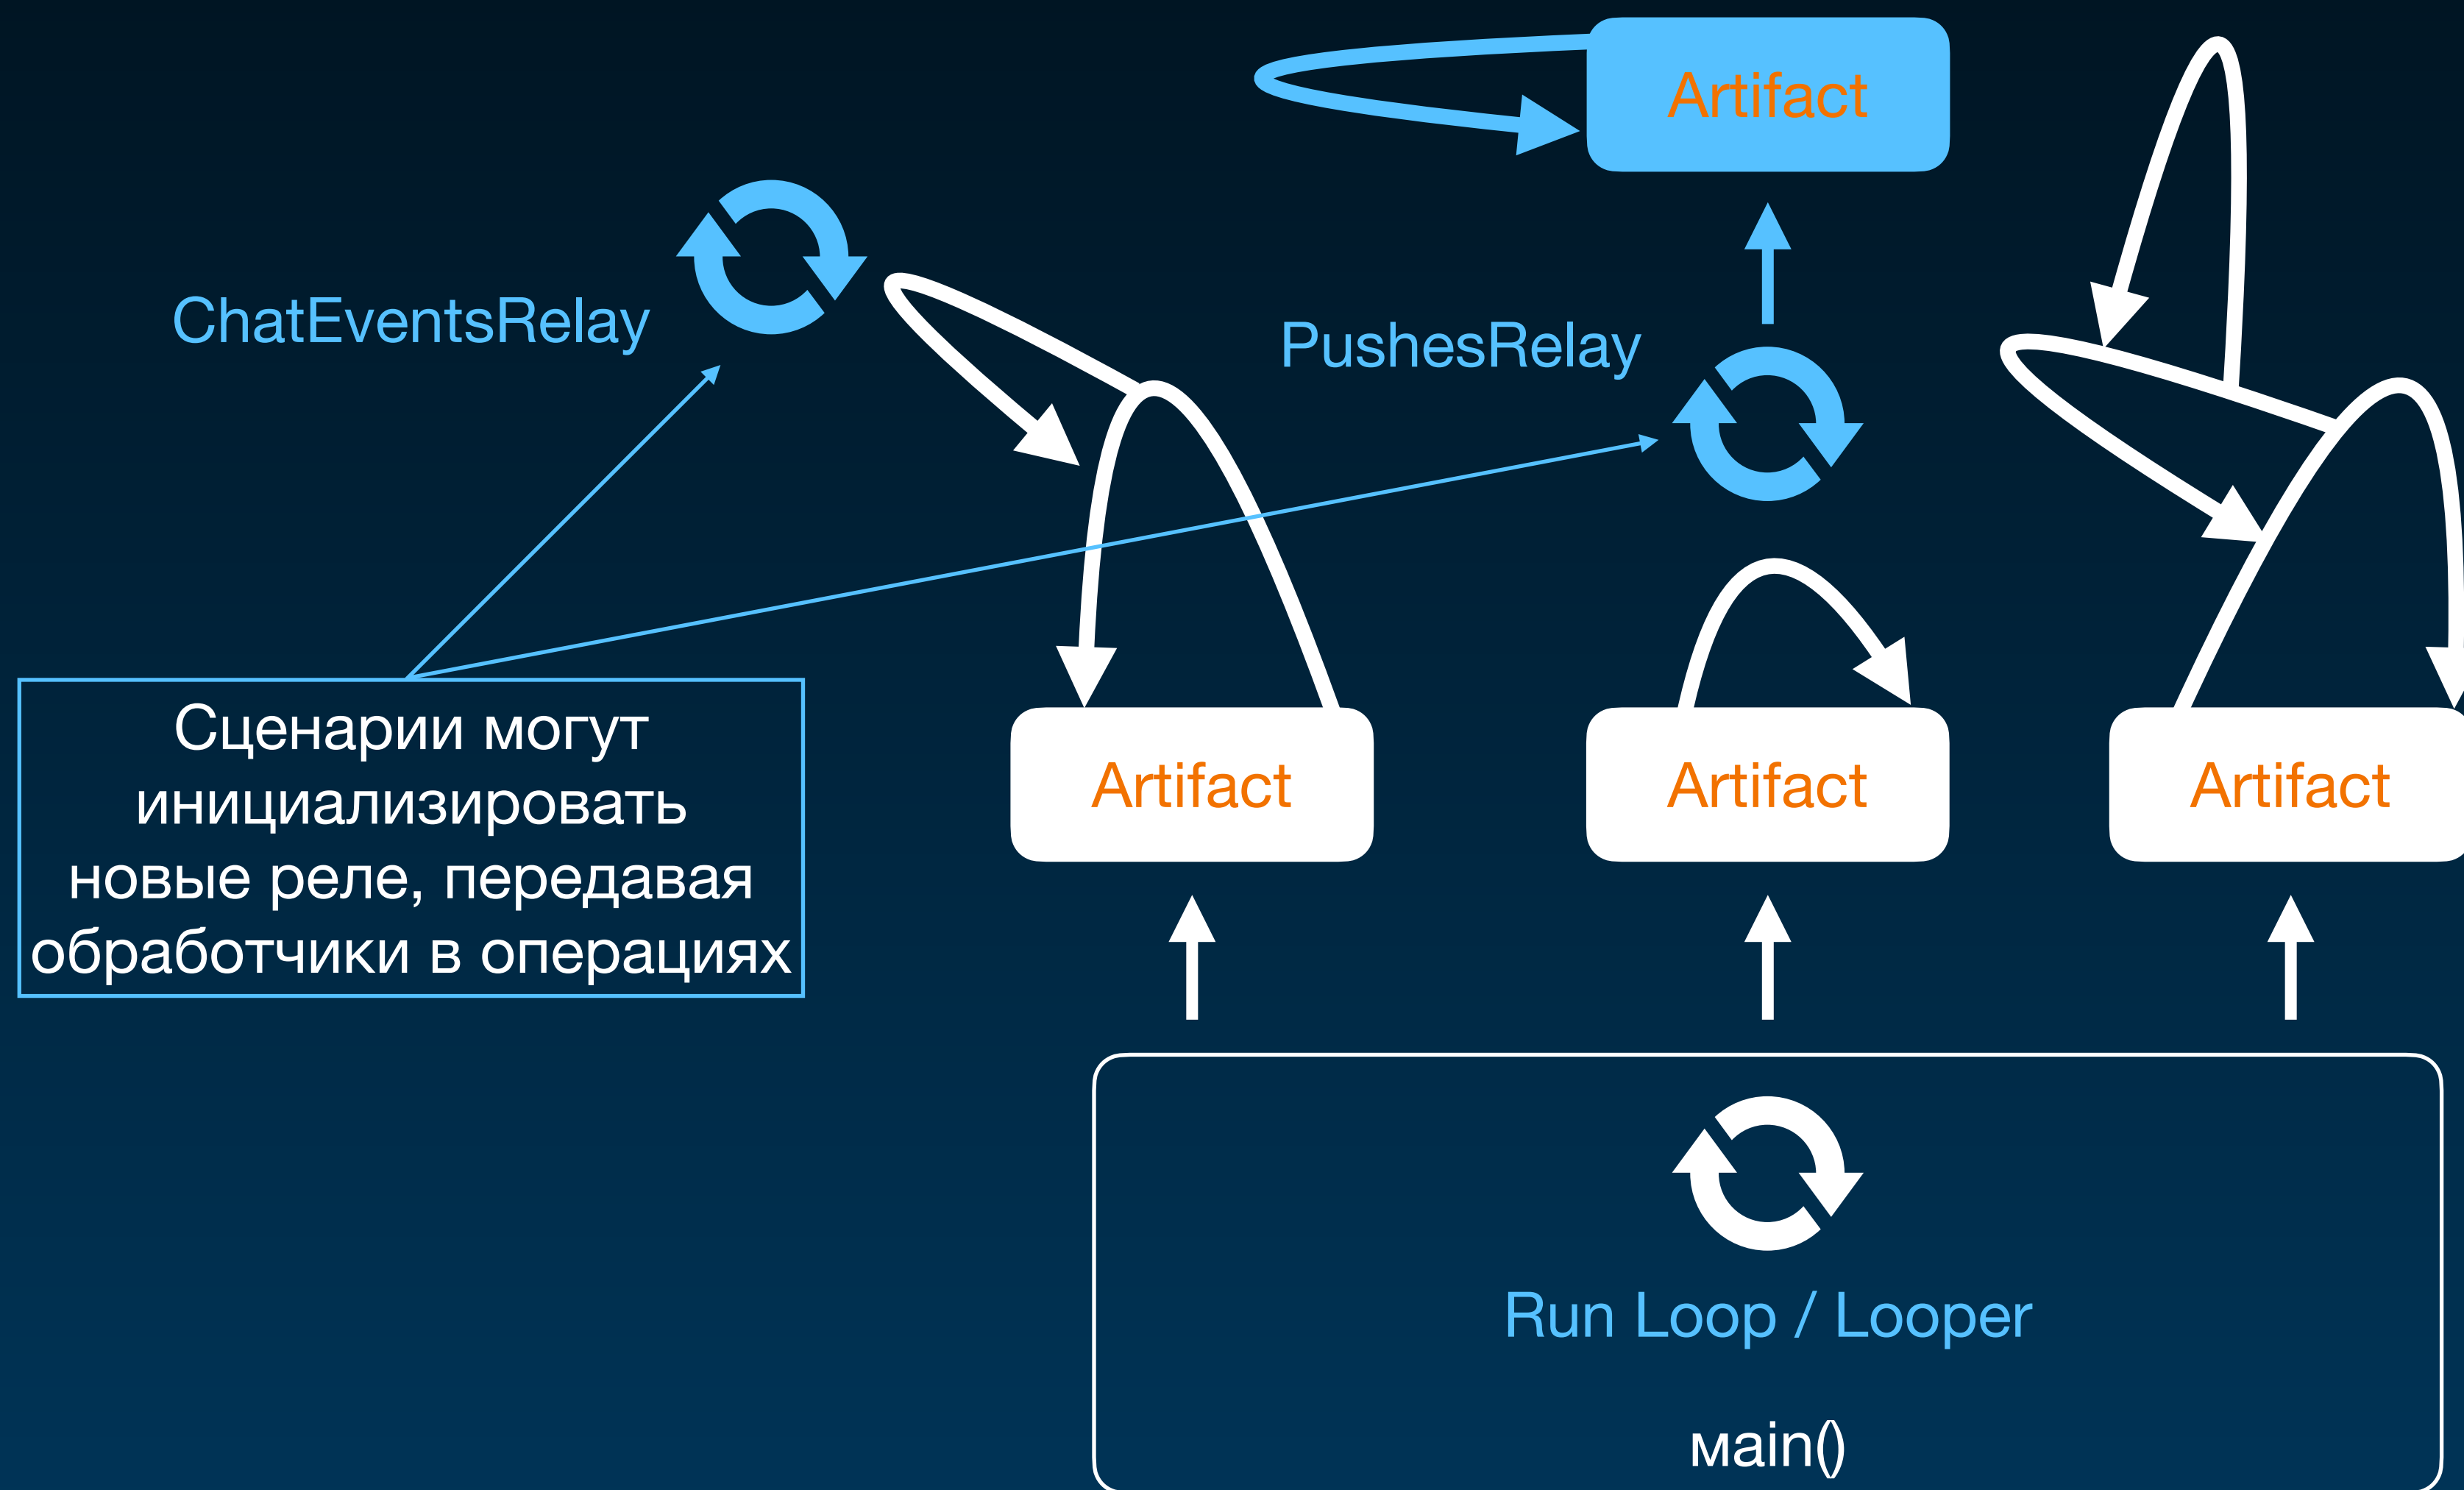 Artifact
ChatEventsRelay
PushesRelay
Сценарии могут
инициализировать
новые реле, передавая
обработчики в операциях
Artifact
Artifact
Artifact
Run Loop / Looper
main()